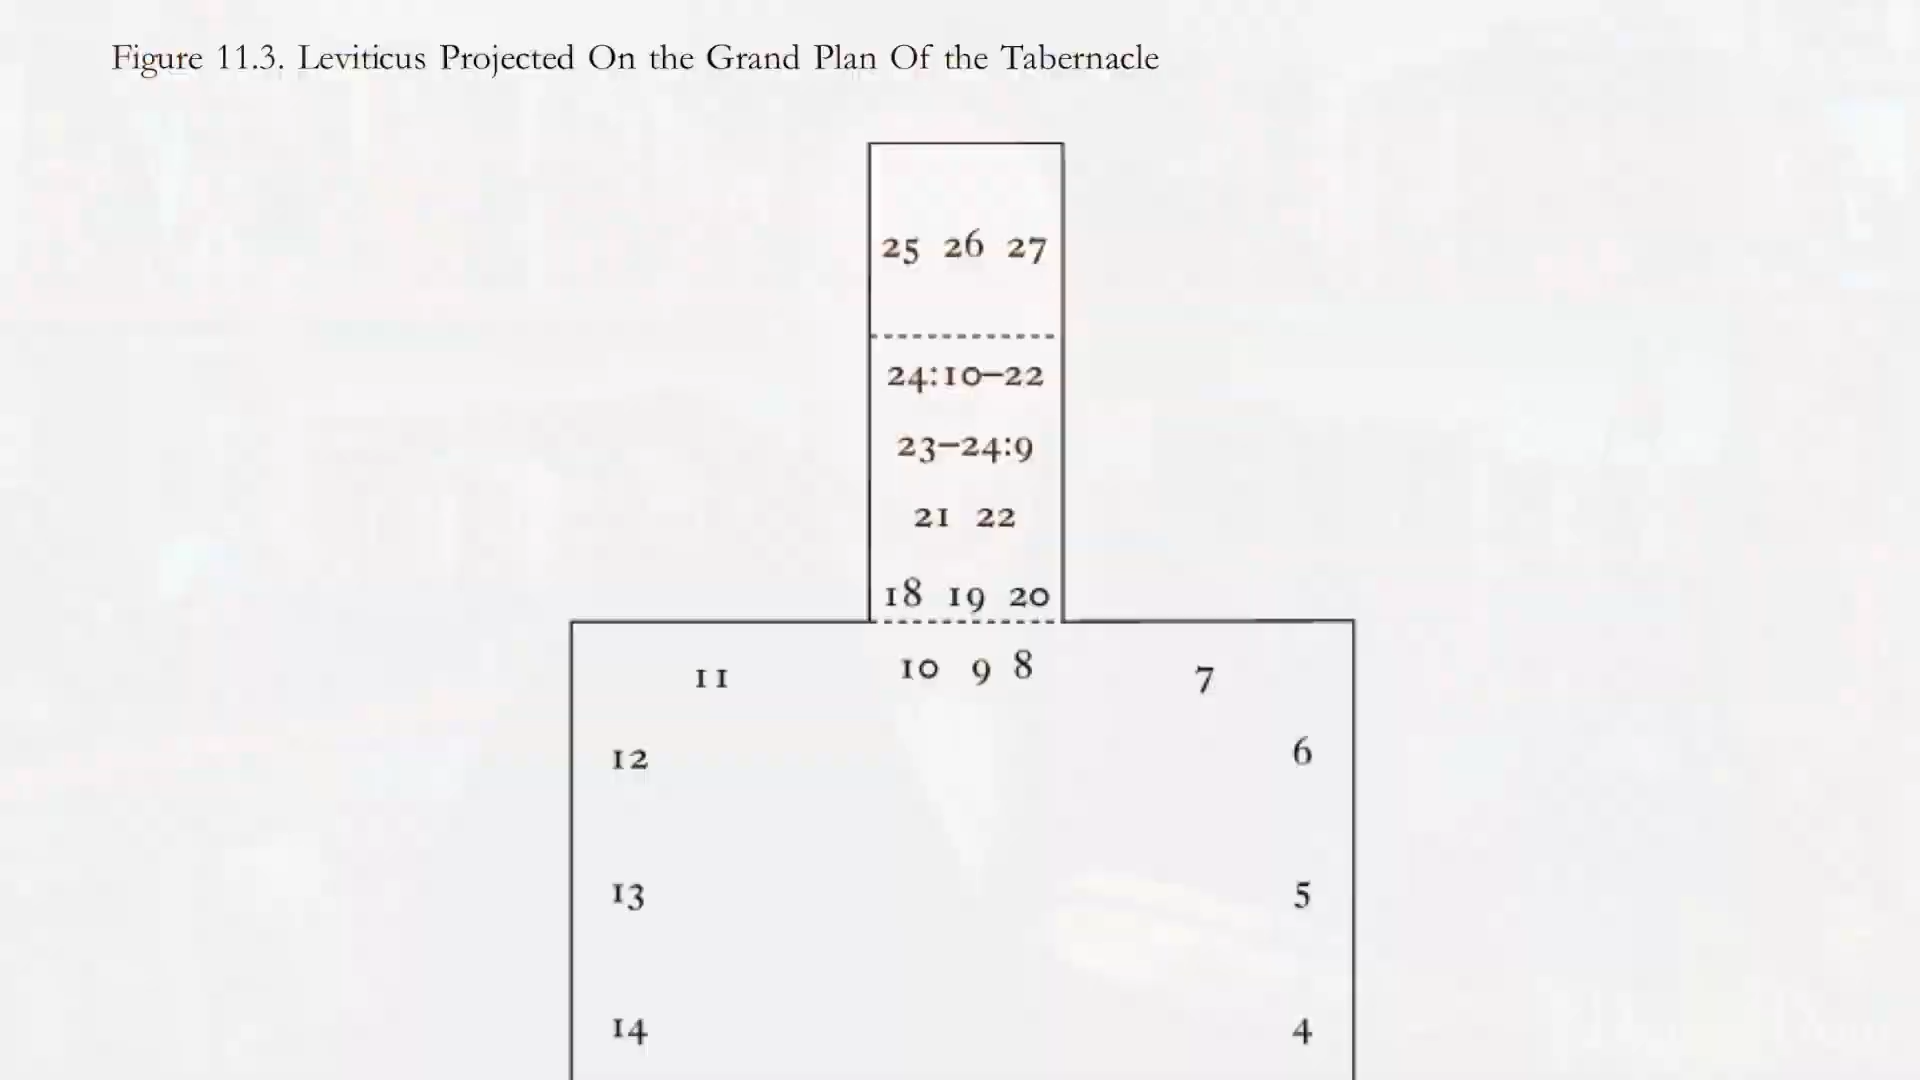 Figure 11.3. Leviticus Projected On the Grand Plan Of the Tabernacle
25 26 27
24:10–22
23–24:9
21 22
18 19 20
11 10 9 8 7
12 6
13 5
14 4